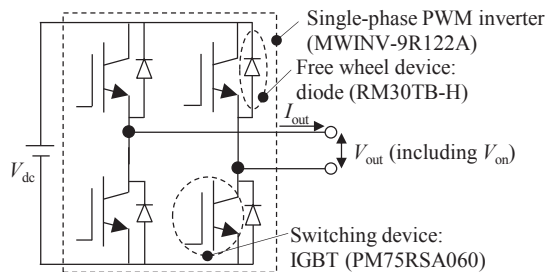 Single-phase PWM inverter
(MWINV-9R122A)
Free wheel device:
diode (RM30TB-H)
I_out
V_out (including V_on)
V_dc
Switching device:
IGBT (PM75RSA060)